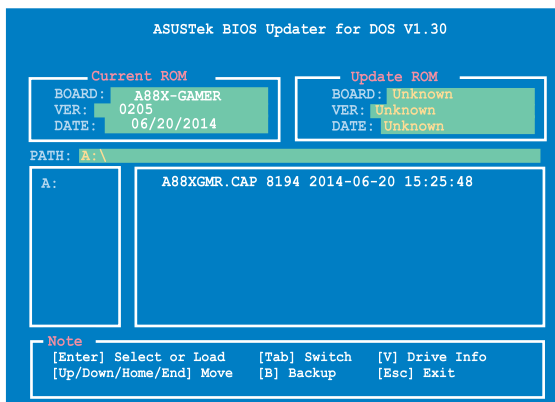 ASUSTek BIOS Updater for DOS V1.30
Current ROM
BOARD: A88X-GAMER
VER: 0205
DATE: 06/20/2014
Update ROM
BOARD: Unknown
VER: Unknown
DATE: Unknown
PATH: A:\
A:
A88XGMR.CAP 8194 2014-06-20 15:25:48
Note
[Enter] Select or Load [Tab] Switch [V] Drive Info
[Up/Down/Home/End] Move [B] Backup [Esc] Exit